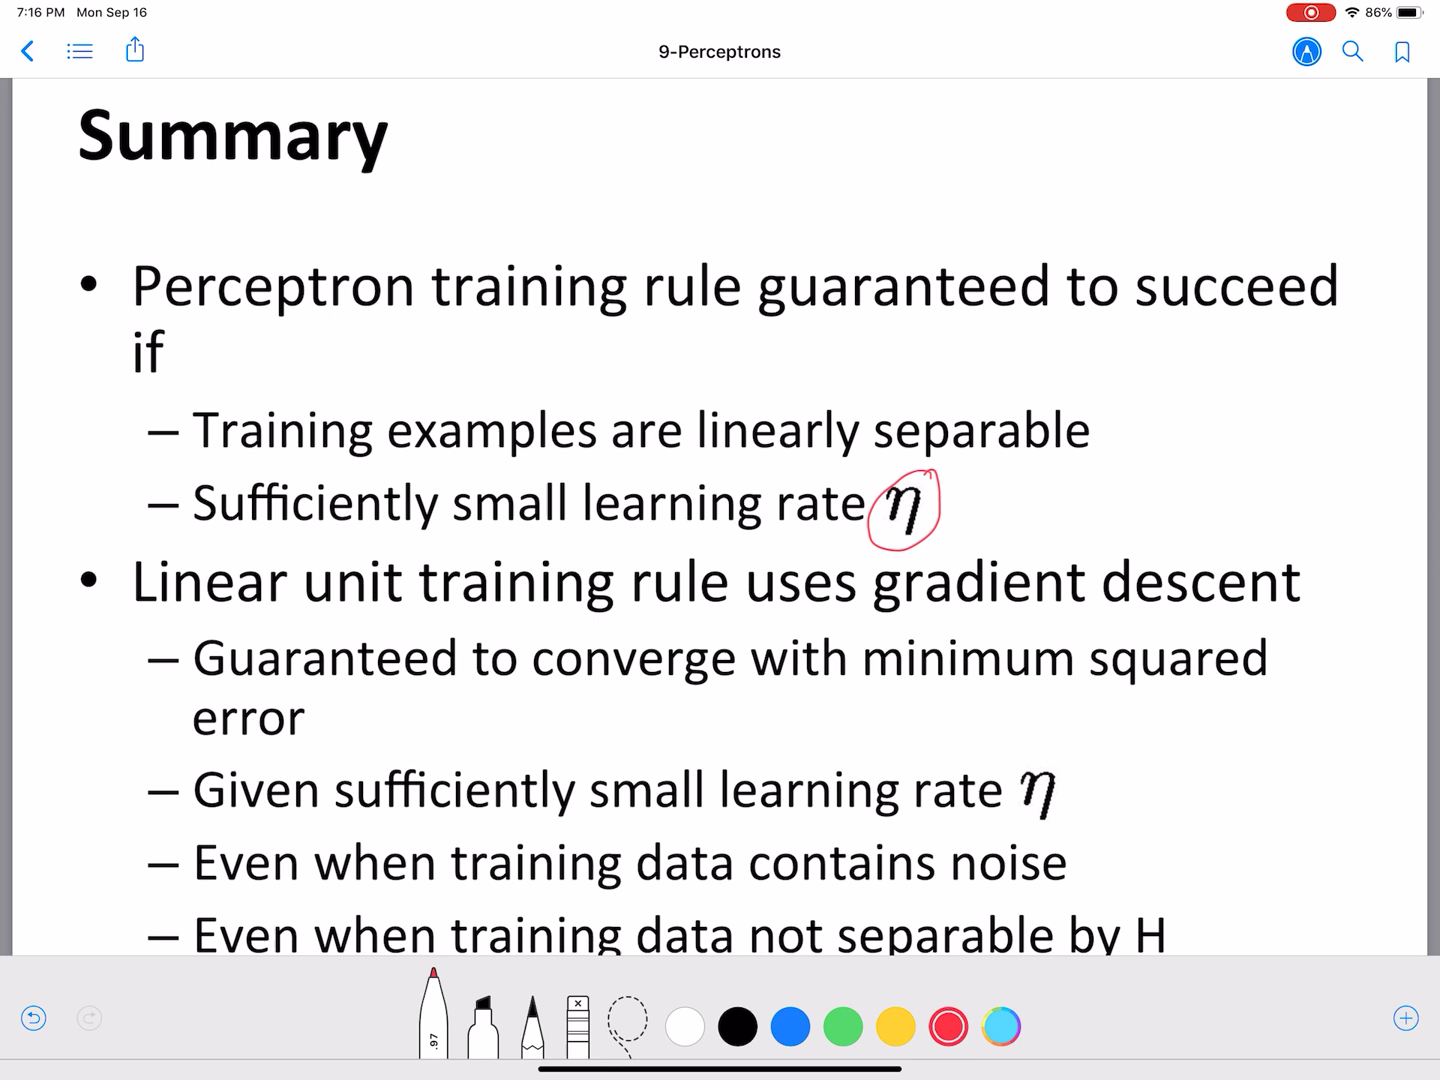 7:16 PM Mon Sep 16
86%
9-Perceptrons
Summary
• Perceptron training rule guaranteed to succeed
if
– Training examples are linearly separable
– Sufficiently small learning rate η
• Linear unit training rule uses gradient descent
– Guaranteed to converge with minimum squared
error
– Given sufficiently small learning rate η
– Even when training data contains noise
– Even when training data not separable by H
.97